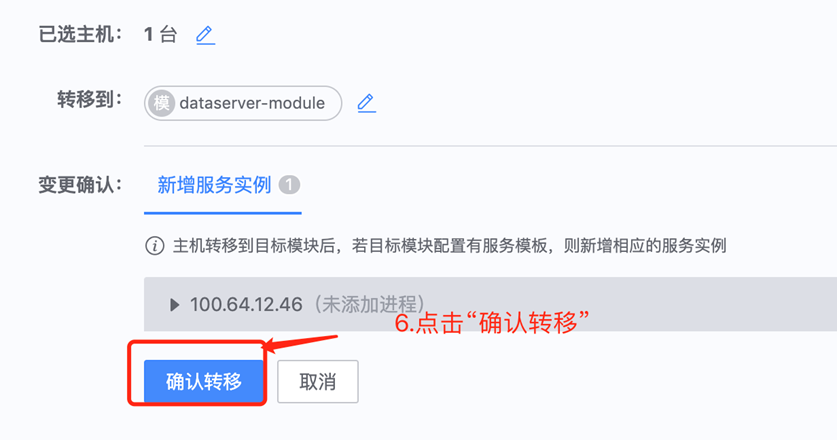 已选主机： 1 台
转移到： 模 dataserver-module
变更确认： 新增服务实例 1
主机转移到目标模块后，若目标模块配置有服务模板，则新增相应的服务实例
100.64.12.46（未添加进程）
6.点击“确认转移”
确认转移 取消